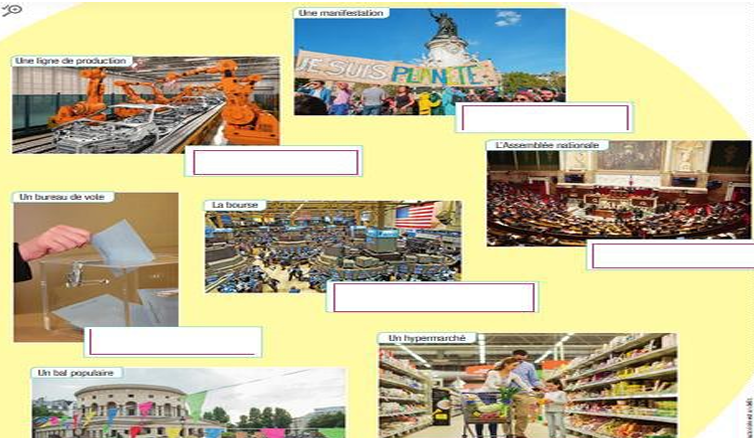 Une manifestation
JE SUIS PLANÈTE.
Une ligne de production
L'Assemblée nationale
Un bureau de vote
La bourse
Un hypermarché
Un bal populaire